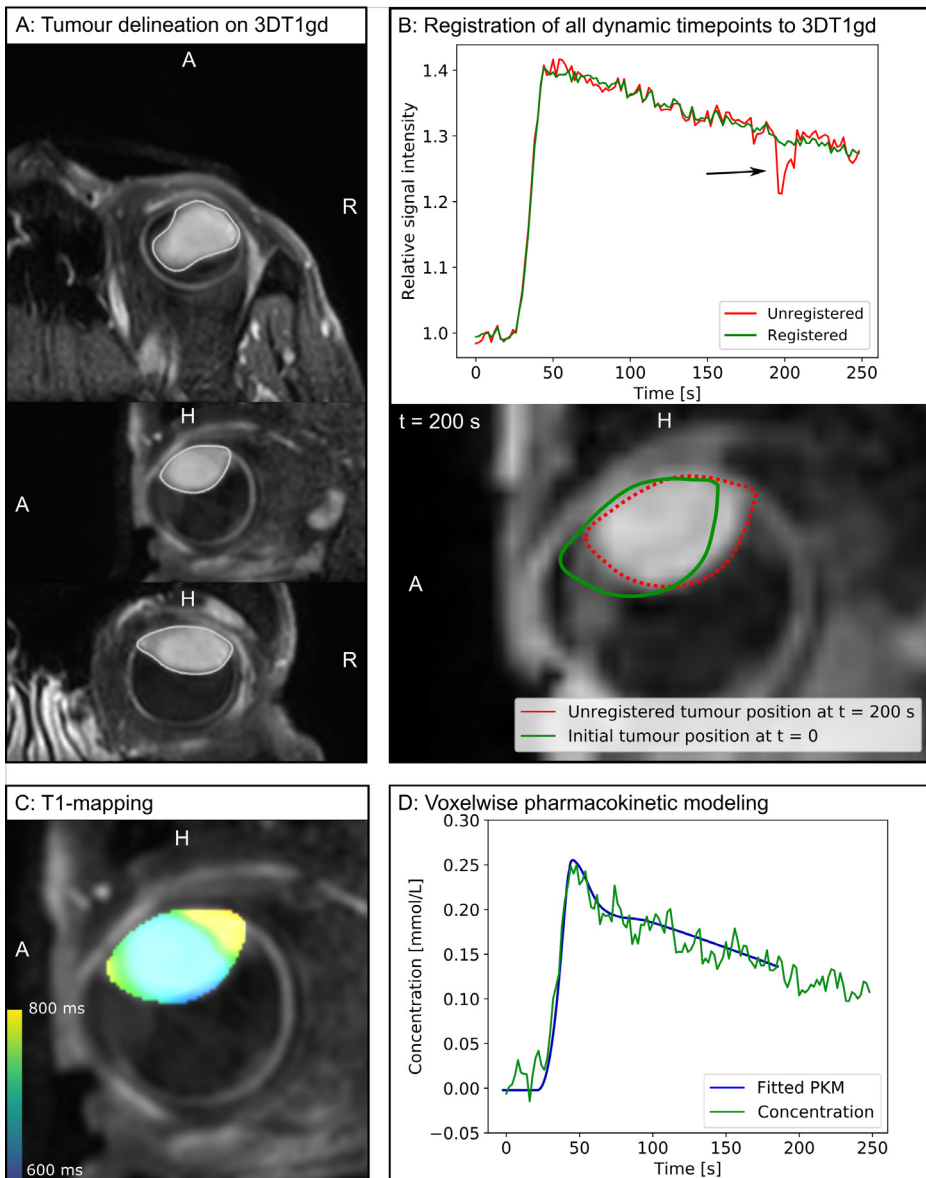 A: Tumour delineation on 3DT1gd
A
R
H
A
H
R
B: Registration of all dynamic timepoints to 3DT1gd
Relative signal intensity
1.4
1.3
1.2
1.1
1.0
Unregistered
Registered
0
50
100
150
200
250
Time [s]
t = 200 s
H
A
Unregistered tumour position at t = 200 s
Initial tumour position at t = 0
C: T1-mapping
H
A
800 ms
600 ms
D: Voxelwise pharmacokinetic modeling
Concentration [mmol/L]
0.30
0.25
0.20
0.15
0.10
0.05
0.00
−0.05
Fitted PKM
Concentration
0
50
100
150
200
250
Time [s]